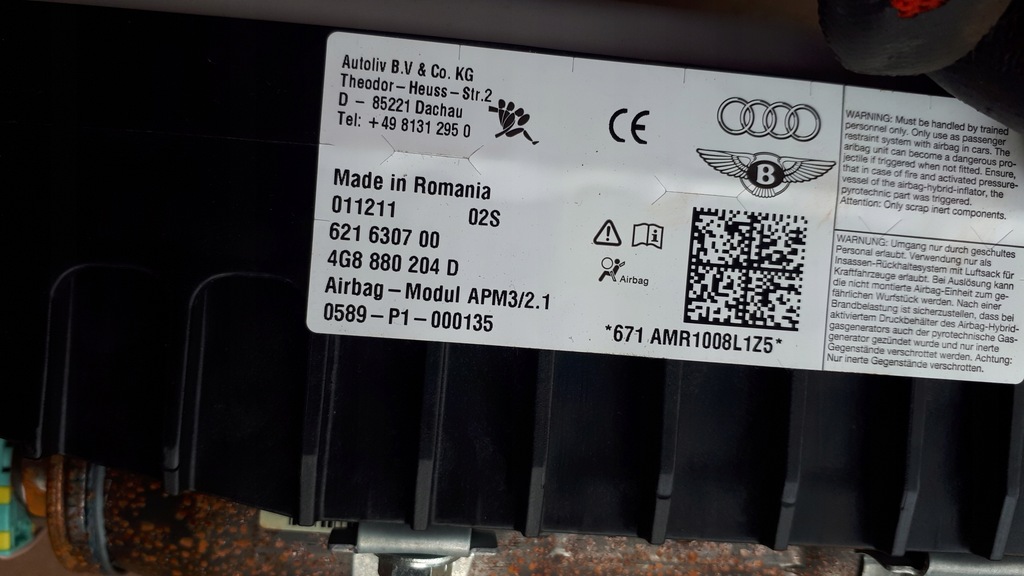 Autoliv B.V & Co. KG
Theodor-Heuss-Str.2
D - 85221 Dachau
Tel: +49 8131 295 0
CE
B
Made in Romania
011211 02S
621 6307 00
4G8 880 204 D
Airbag-Modul APM3/2.1
0589-P1-000135
Airbag
*671 AMR1008L1Z5*
WARNING: Must be handled by trained
personnel only. Only use as passenger
restraint system with airbag in cars. The
airbag unit can become a dangerous pro-
jectile if triggered when not fitted. Ensure,
that in case of fire and activated pressure-
vessel of the airbag-hybrid-inflator, the
pyrotechnic part was triggered.
Attention: Only scrap inert components.
WARNUNG: Umgang nur durch geschultes
Personal erlaubt. Verwendung nur als
Insassen-Rückhaltesystem mit Luftsack für
Kraftfahrzeuge erlaubt. Bei Auslösung kann
die nicht montierte Airbag-Einheit zum ge-
fährlichen Wurfstück werden. Nach einer
Brandbelastung ist sicherzustellen, dass bei
aktiviertem Druckbehälter des Airbag-Hybrid-
gasgenerators auch der pyrotechnische Gas-
generator gezündet wurde und nur inerte
Gegenstände verschrottet werden. Achtung:
Nur inerte Gegenstände verschrotten.